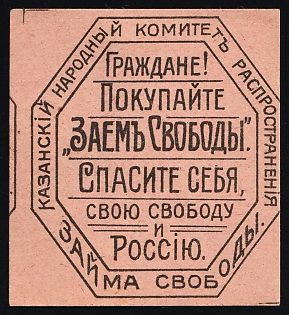 КАЗАНСКІЙ НАРОДНЫЙ КОМИТЕТЪ РАСПРОСТРАНЕНІЯ
ЗАЙМА СВОБОДЫ.
ГРАЖДАНЕ!
ПОКУПАЙТЕ
„ЗАЕМЪ СВОБОДЫ".
СПАСИТЕ СЕБЯ,
СВОЮ СВОБОДУ
И
РОССІЮ.